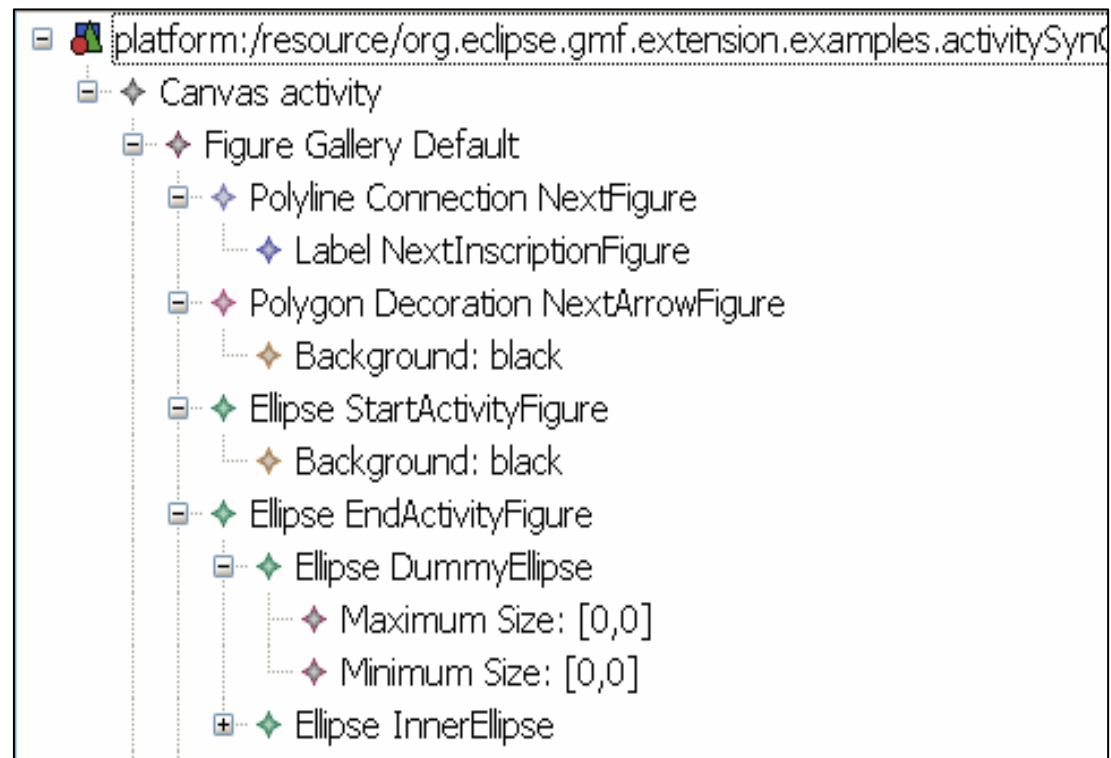 platform:/resource/org.eclipse.gmf.extension.examples.activitySyn
Canvas activity
Figure Gallery Default
Polyline Connection NextFigure
Label NextInscriptionFigure
Polygon Decoration NextArrowFigure
Background: black
Ellipse StartActivityFigure
Background: black
Ellipse EndActivityFigure
Ellipse DummyEllipse
Maximum Size: [0,0]
Minimum Size: [0,0]
Ellipse InnerEllipse